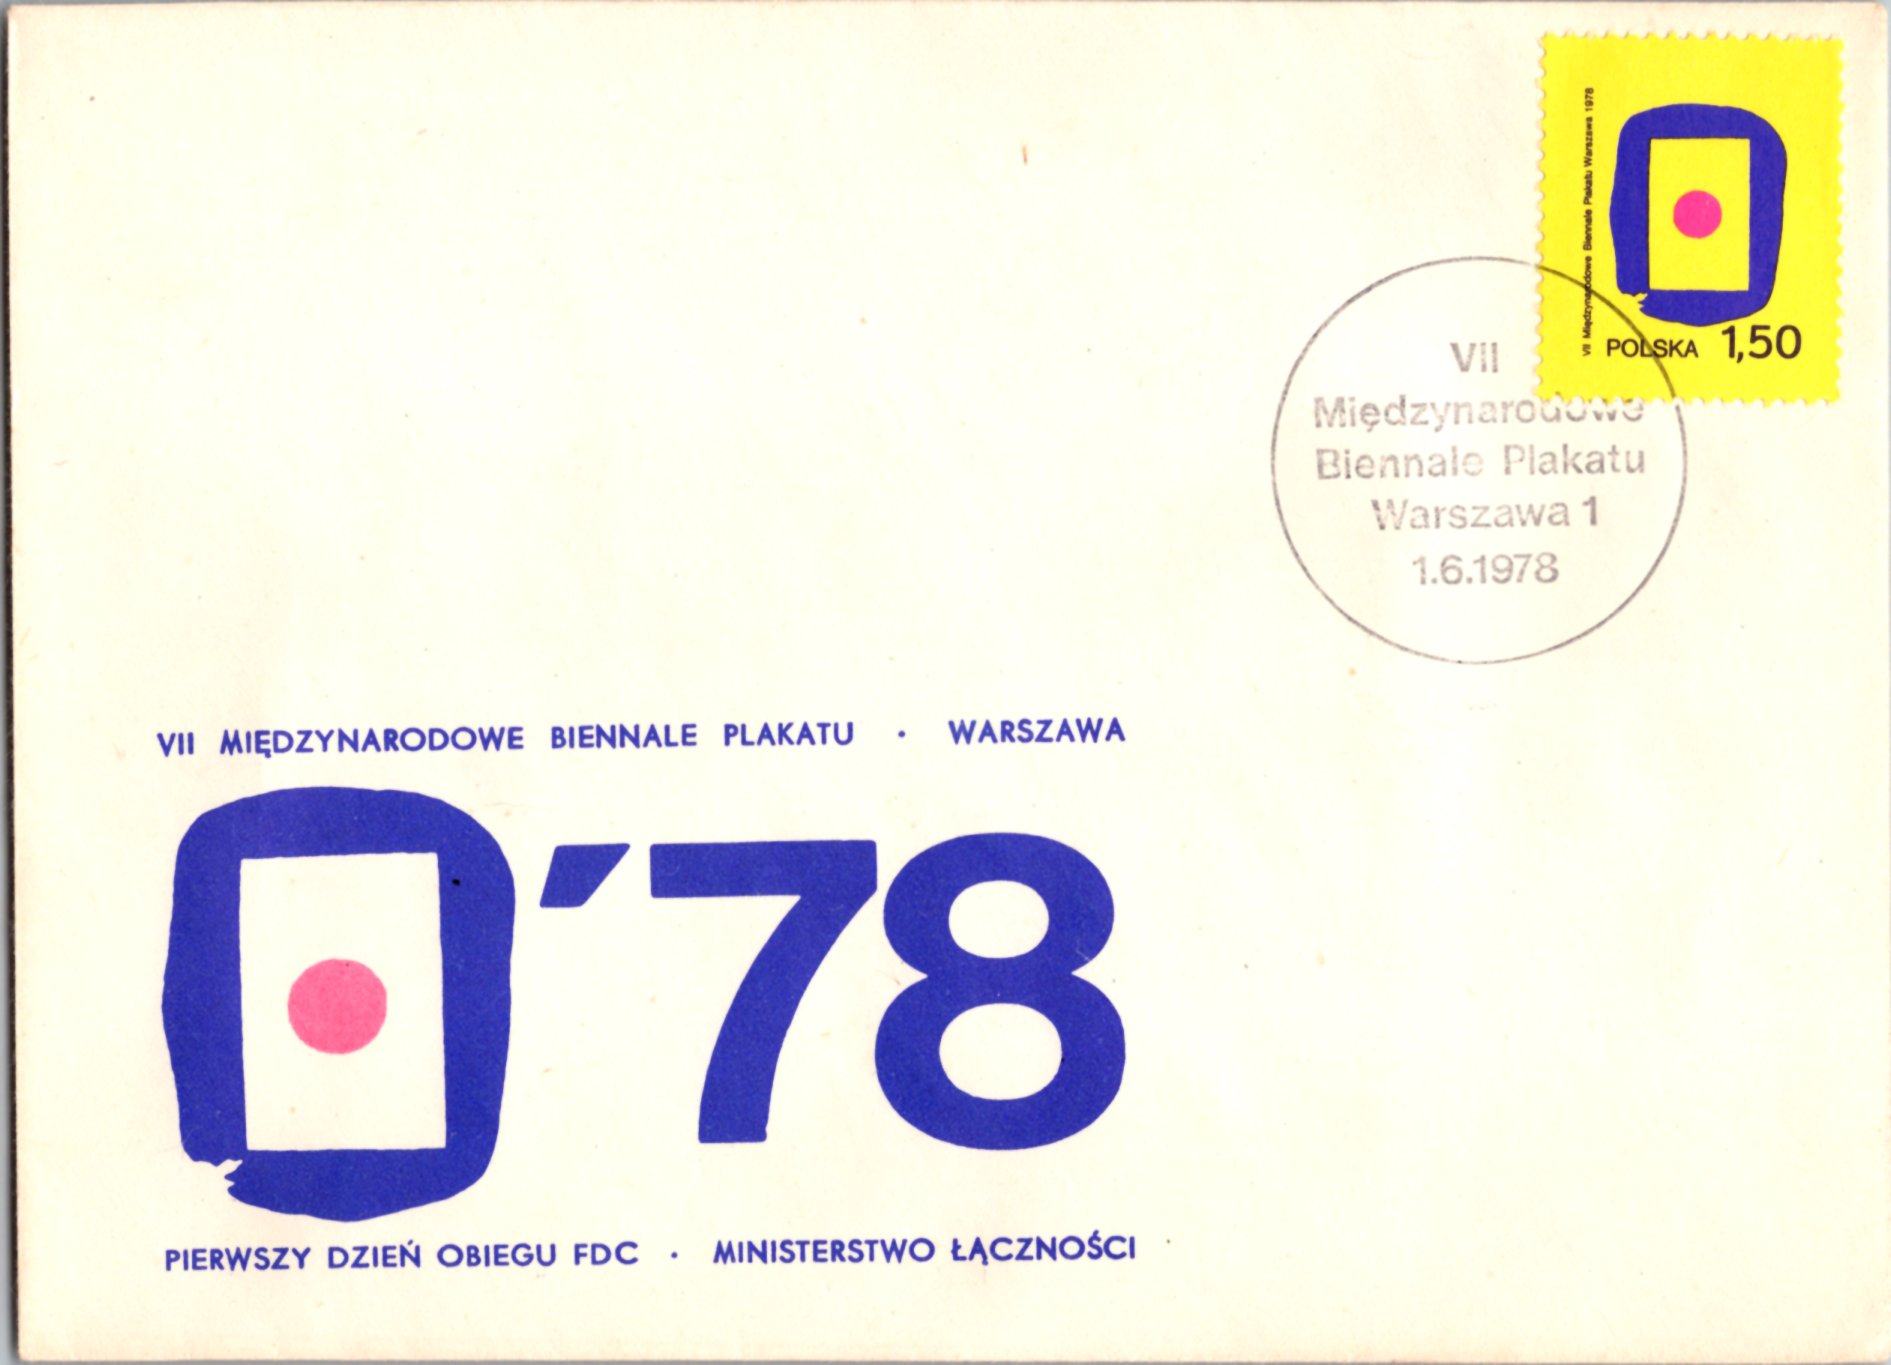 VII Międzynarodowe Biennale Plakatu Warszawa 1978
POLSKA 1,50
VII
Międzynarodowe
Biennale Plakatu
Warszawa 1
1.6.1978
VII MIĘDZYNARODOWE BIENNALE PLAKATU · WARSZAWA
'78
PIERWSZY DZIEŃ OBIEGU FDC · MINISTERSTWO ŁĄCZNOŚCI